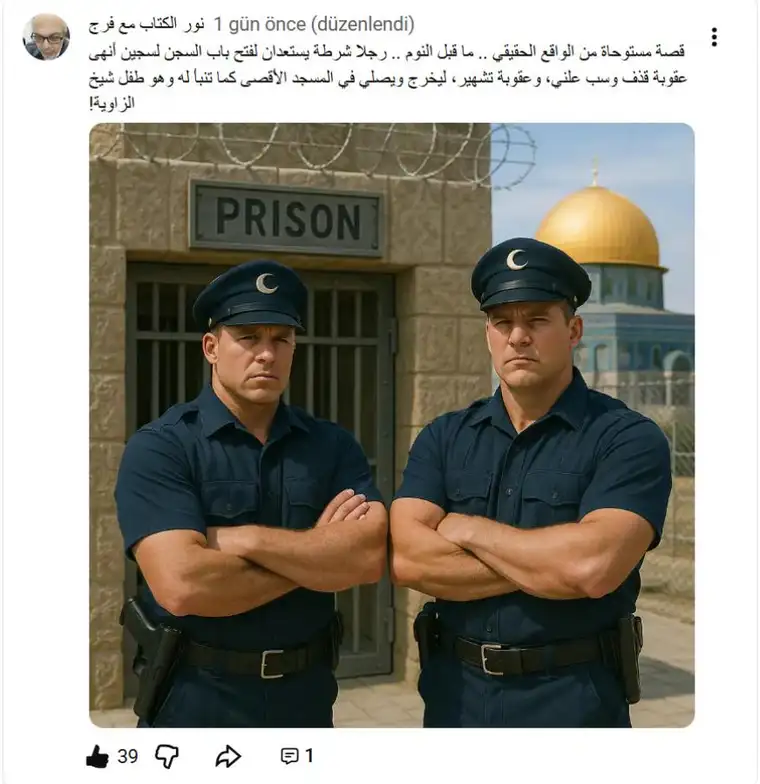 نور الكتاب مع فرج 1 gün önce (düzenlendi)
قصة مستوحاة من الواقع الحقيقي .. ما قبل النوم .. رجلا شرطة يستعدان لفتح باب السجن لسجين أنهى
عقوبة قذف وسب علني، وعقوبة تشهير، ليخرج ويصلي في المسجد الأقصى كما تنبأ له وهو طفل شيخ
الزاوية!
PRISON
39
1